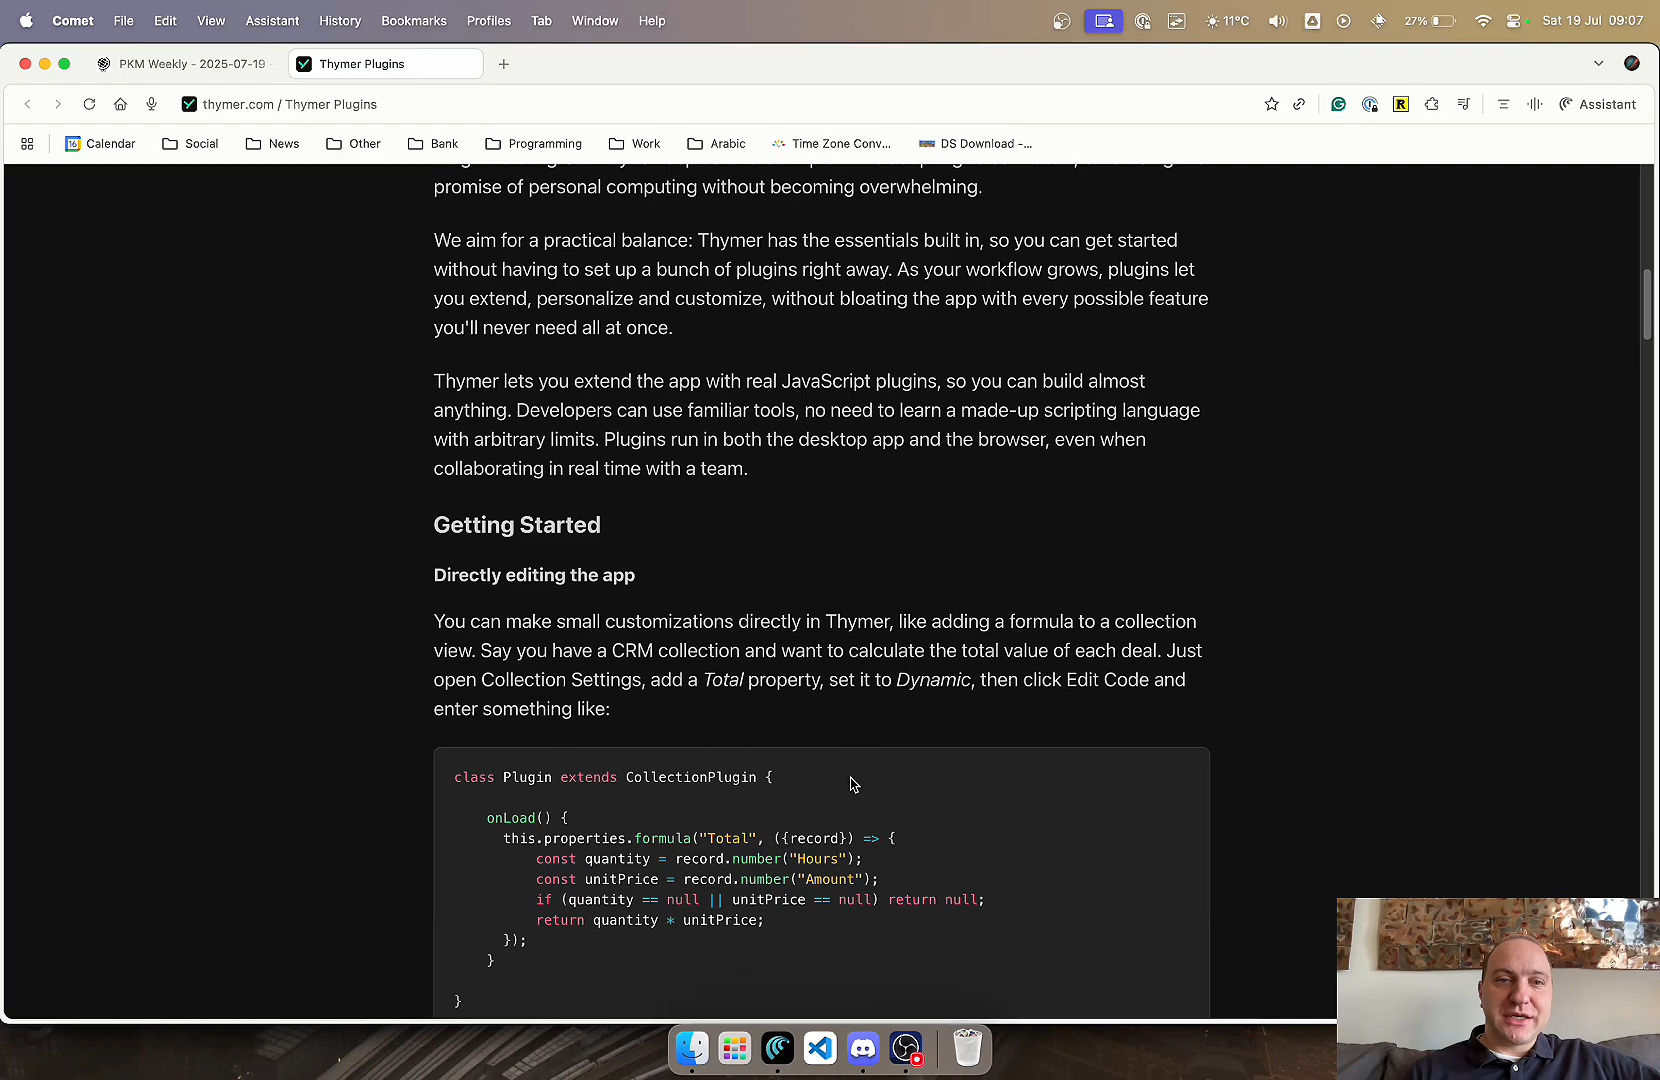 Comet File Edit View Assistant History Bookmarks Profiles Tab Window Help 11°C 27% Sat 19 Jul 09:07
PKM Weekly - 2025-07-19 - Thymer Plugins
thymer.com / Thymer Plugins Assistant
Calendar Social News Other Bank Programming Work Arabic Time Zone Conv... DS Download -...
promise of personal computing without becoming overwhelming.
We aim for a practical balance: Thymer has the essentials built in, so you can get started
without having to set up a bunch of plugins right away. As your workflow grows, plugins let
you extend, personalize and customize, without bloating the app with every possible feature
you'll never need all at once.
Thymer lets you extend the app with real JavaScript plugins, so you can build almost
anything. Developers can use familiar tools, no need to learn a made-up scripting language
with arbitrary limits. Plugins run in both the desktop app and the browser, even when
collaborating in real time with a team.
Getting Started
Directly editing the app
You can make small customizations directly in Thymer, like adding a formula to a collection
view. Say you have a CRM collection and want to calculate the total value of each deal. Just
open Collection Settings, add a Total property, set it to Dynamic, then click Edit Code and
enter something like:
class Plugin extends CollectionPlugin {
onLoad() {
this.properties.formula("Total", ({record}) => {
const quantity = record.number("Hours");
const unitPrice = record.number("Amount");
if (quantity == null || unitPrice == null) return null;
return quantity * unitPrice;
});
}
}